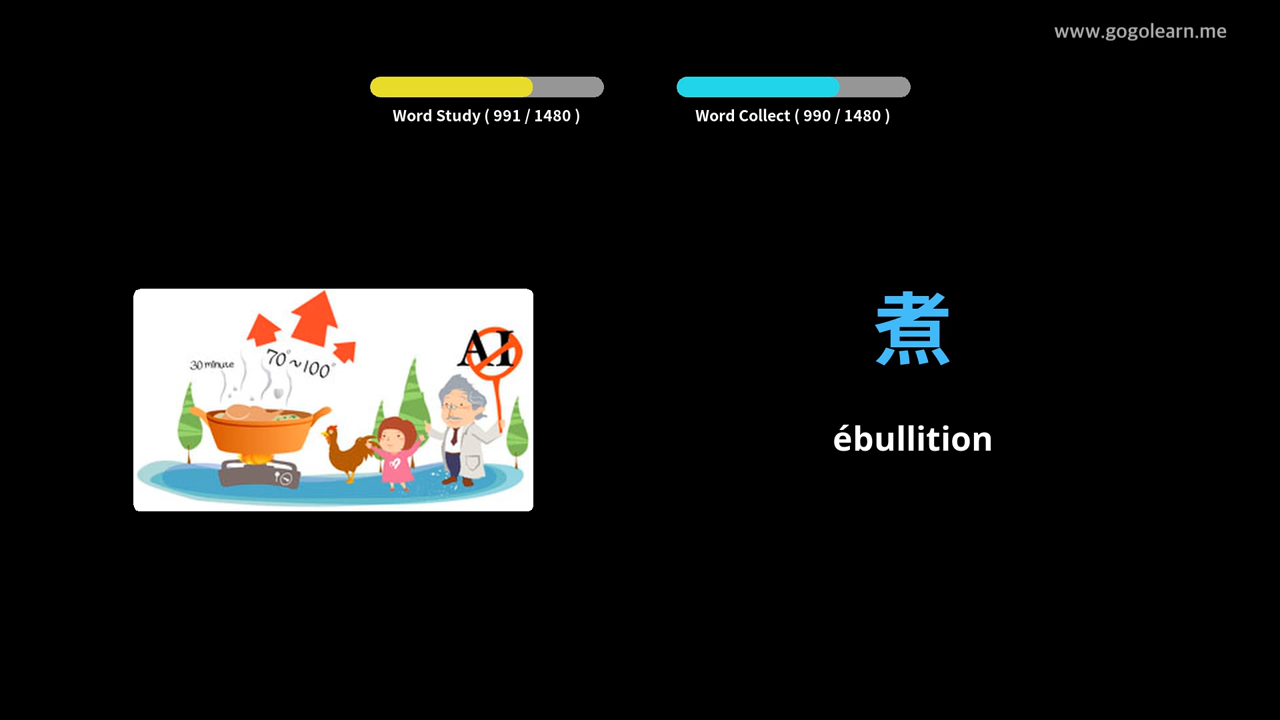 www.gogolearn.me
Word Study ( 991 / 1480 )
Word Collect ( 990 / 1480 )
30 minute
70°~100°
AI
煮
ébullition